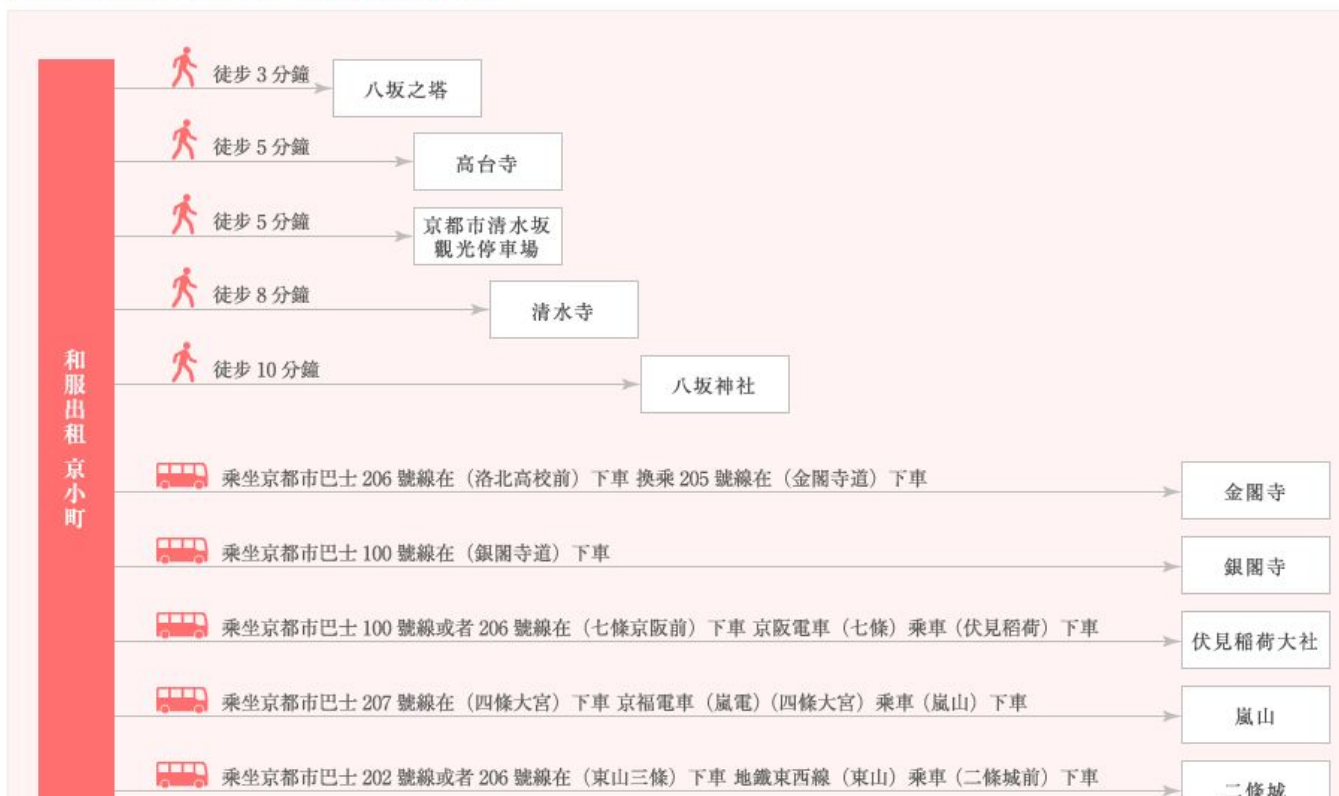 徒步 3 分鐘
八坂之塔
徒步 5 分鐘
高台寺
徒步 5 分鐘
京都市清水坂
觀光停車場
徒步 8 分鐘
清水寺
徒步 10 分鐘
八坂神社
和服出租 京小町
乘坐京都市巴士 206 號線在（洛北高校前）下車 換乘 205 號線在（金閣寺道）下車
金閣寺
乘坐京都市巴士 100 號線在（銀閣寺道）下車
銀閣寺
乘坐京都市巴士 100 號線或者 206 號線在（七條京阪前）下車 京阪電車（七條）乘車（伏見稻荷）下車
伏見稲荷大社
乘坐京都市巴士 207 號線在（四條大宮）下車 京福電車（嵐電）（四條大宮）乘車（嵐山）下車
嵐山
乘坐京都市巴士 202 號線或者 206 號線在（東山三條）下車 地鐵東西線（東山）乘車（二條城前）下車
二條城